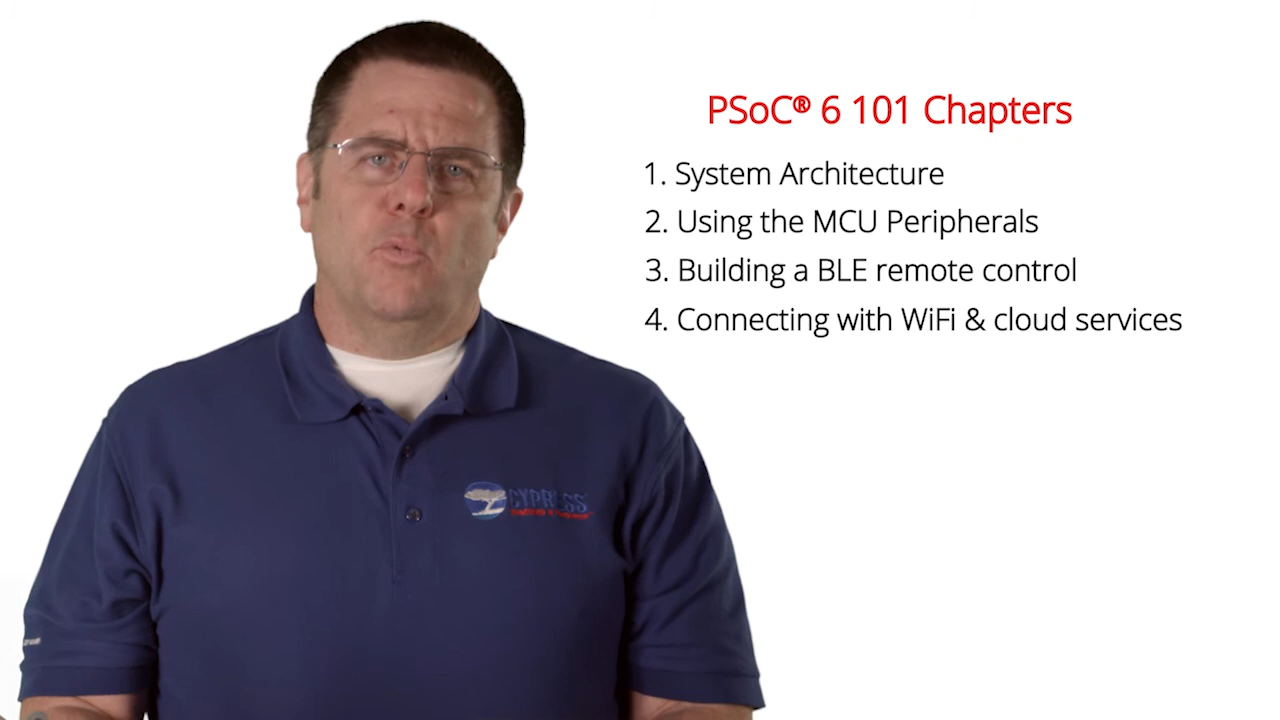 PSoC® 6 101 Chapters
1. System Architecture
2. Using the MCU Peripherals
3. Building a BLE remote control
4. Connecting with WiFi & cloud services
CYPRESS